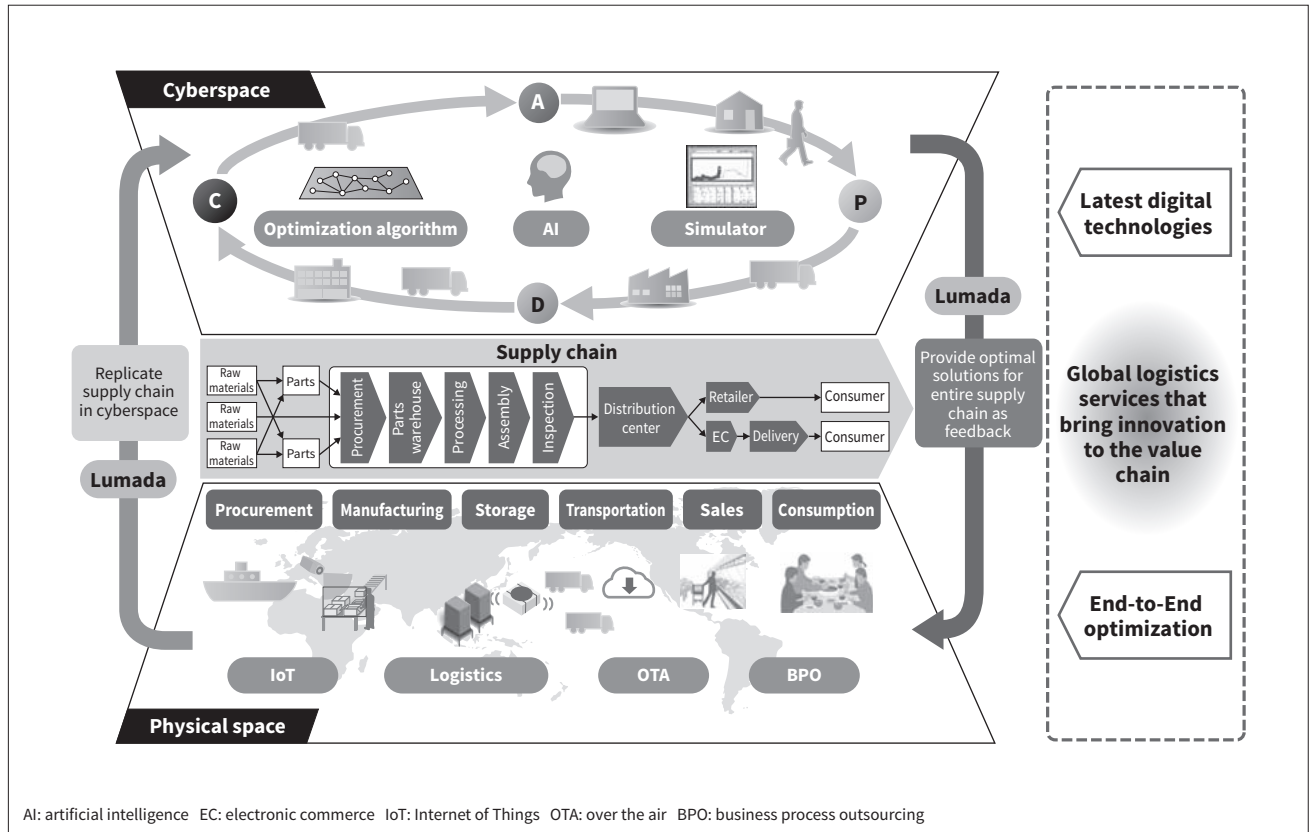 Cyberspace
A
C
P
D
Optimization algorithm
AI
Simulator
Latest digital
technologies
Lumada
Replicate
supply chain
in cyberspace
Lumada
Provide optimal
solutions for
entire supply
chain as
feedback
Supply chain
Raw
materials
Raw
materials
Raw
materials
Parts
Parts
Procurement
Parts
warehouse
Processing
Assembly
Inspection
Distribution
center
Retailer
EC
Delivery
Consumer
Consumer
Global logistics
services that
bring innovation
to the value
chain
Procurement
Manufacturing
Storage
Transportation
Sales
Consumption
IoT
Logistics
OTA
BPO
End-to-End
optimization
Physical space
AI: artificial intelligence EC: electronic commerce IoT: Internet of Things OTA: over the air BPO: business process outsourcing